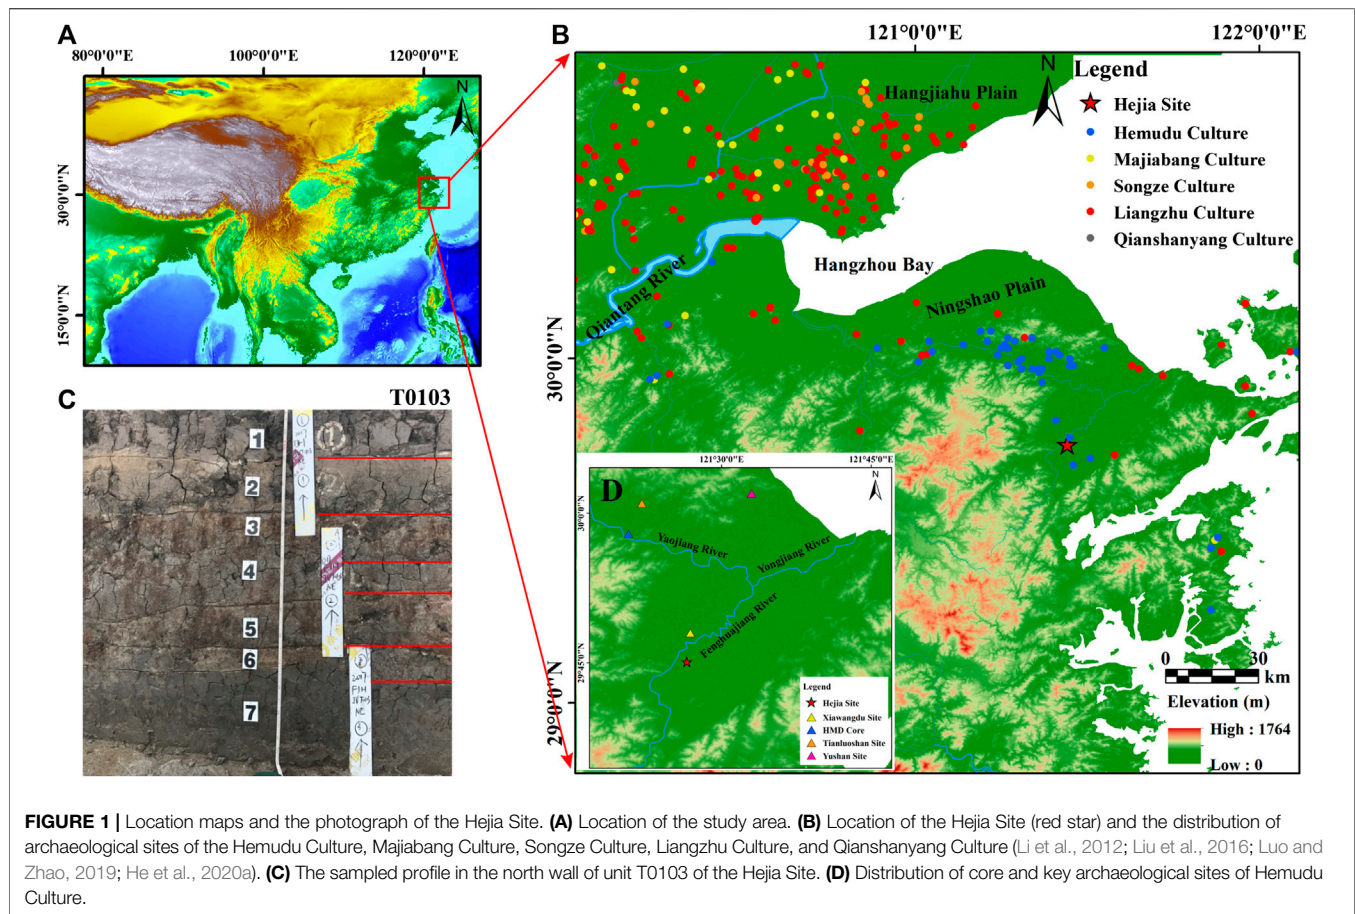 A
80°0'0"E
100°0'0"E
120°0'0"E
N
30°0'0"N
15°0'0"N
B
121°0'0"E
122°0'0"E
N
Legend
Hejia Site
Hemudu Culture
Majiabang Culture
Songze Culture
Liangzhu Culture
Qianshanyang Culture
Hangjiahu Plain
Hangzhou Bay
Qiantang River
Ningshao Plain
30°0'0"N
29°0'0"N
0 30
km
Elevation (m)
High : 1764
Low : 0
C
T0103
1
2
3
4
5
6
7
D
121°30'0"E
121°45'0"E
N
30°0'0"N
29°45'0"N
Yaojiang River
Yongjiang River
Fenghuajiang River
Legend
Hejia Site
Xiawangdu Site
HMD Core
Tianluoshan Site
Yushan Site
FIGURE 1 | Location maps and the photograph of the Hejia Site. (A) Location of the study area. (B) Location of the Hejia Site (red star) and the distribution of
archaeological sites of the Hemudu Culture, Majiabang Culture, Songze Culture, Liangzhu Culture, and Qianshanyang Culture (Li et al., 2012; Liu et al., 2016; Luo and
Zhao, 2019; He et al., 2020a). (C) The sampled profile in the north wall of unit T0103 of the Hejia Site. (D) Distribution of core and key archaeological sites of Hemudu
Culture.